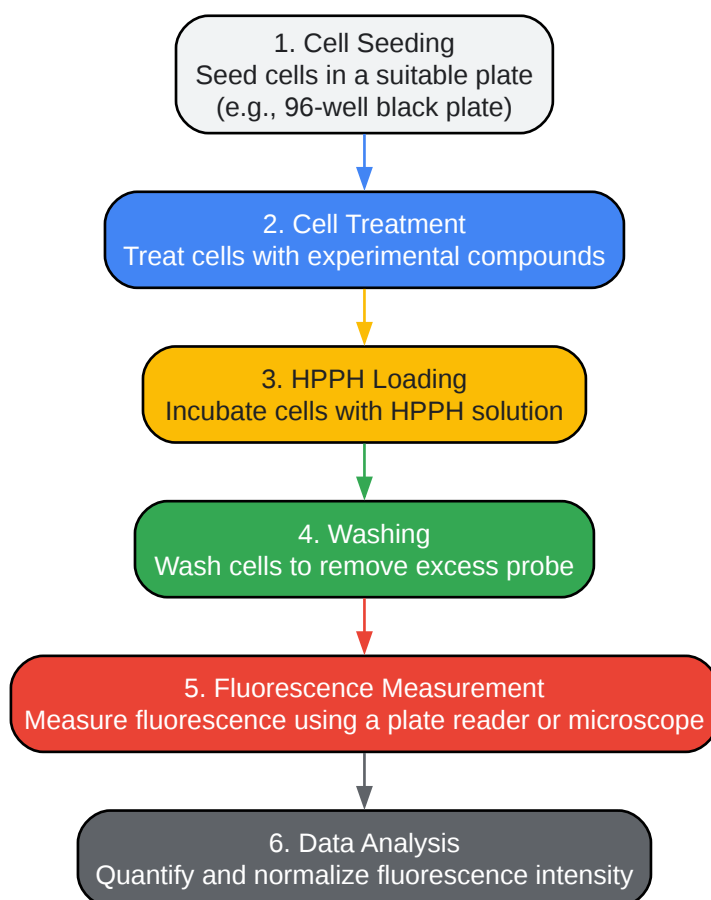 1. Cell Seeding
Seed cells in a suitable plate
(e.g., 96-well black plate)
2. Cell Treatment
Treat cells with experimental compounds
3. HPPH Loading
Incubate cells with HPPH solution
4. Washing
Wash cells to remove excess probe
5. Fluorescence Measurement
Measure fluorescence using a plate reader or microscope
6. Data Analysis
Quantify and normalize fluorescence intensity